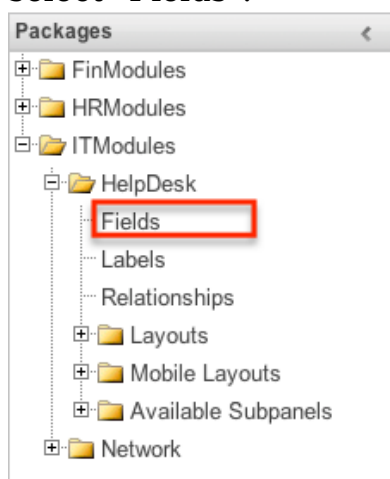 Select "Fields".
Packages
FinModules
HRModules
ITModules
HelpDesk
Fields
Labels
Relationships
Layouts
Mobile Layouts
Available Subpanels
Network